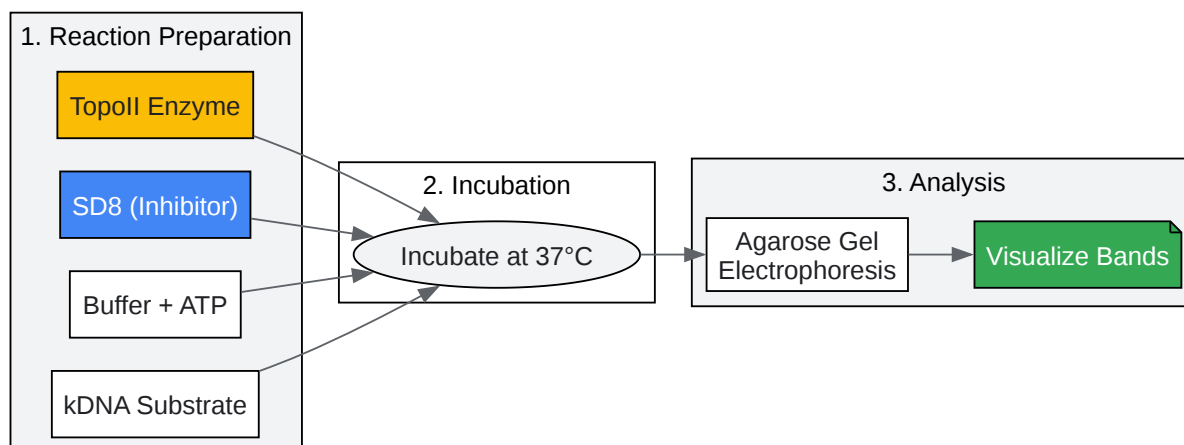 1. Reaction Preparation
TopoII Enzyme
SD8 (Inhibitor)
Buffer + ATP
kDNA Substrate
2. Incubation
Incubate at 37°C
3. Analysis
Agarose Gel
Electrophoresis
Visualize Bands